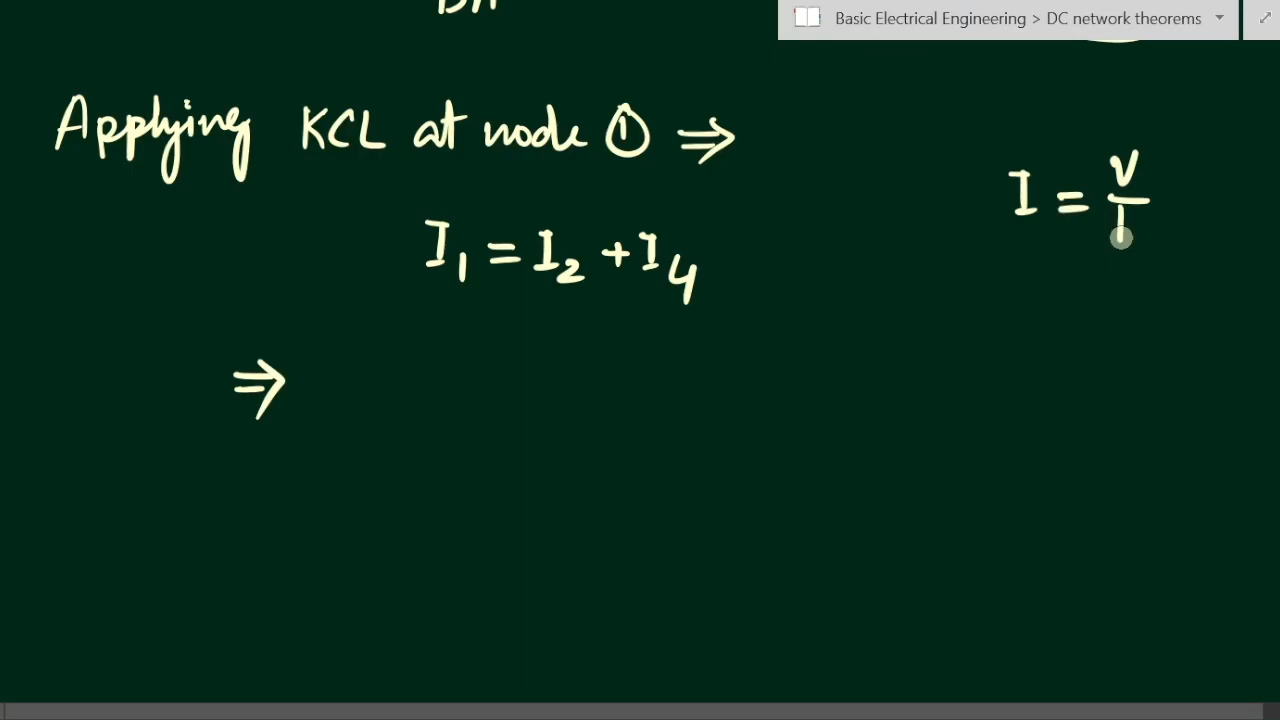 Basic Electrical Engineering > DC network theorems
Applying KCL at node ① ⇒
I = V/
I₁ = I₂ + I₄
⇒